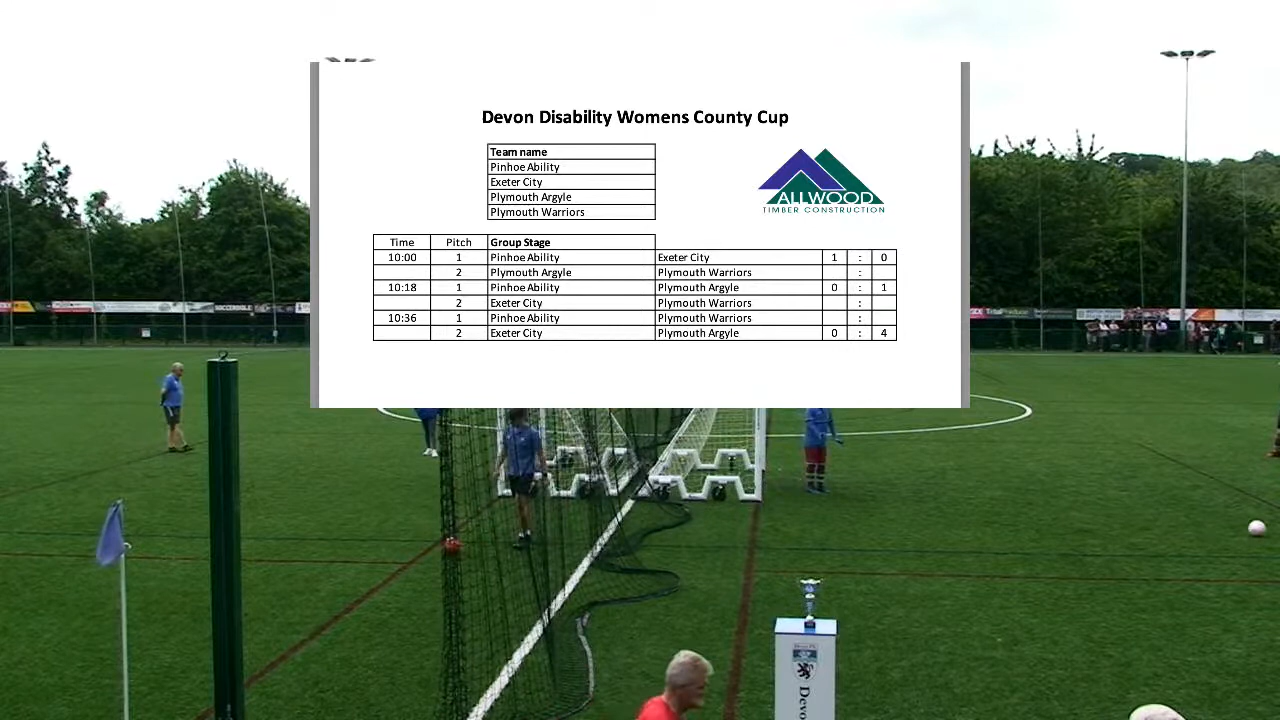 Devon Disability Womens County Cup
Team name
Pinhoe Ability
Exeter City
Plymouth Argyle
Plymouth Warriors
ALLWOOD
TIMBER CONSTRUCTION
Time Pitch Group Stage
10:00 1 Pinhoe Ability Exeter City 1 : 0
2 Plymouth Argyle Plymouth Warriors :
10:18 1 Pinhoe Ability Plymouth Argyle 0 : 1
2 Exeter City Plymouth Warriors :
10:36 1 Pinhoe Ability Plymouth Warriors :
2 Exeter City Plymouth Argyle 0 : 4
Devo